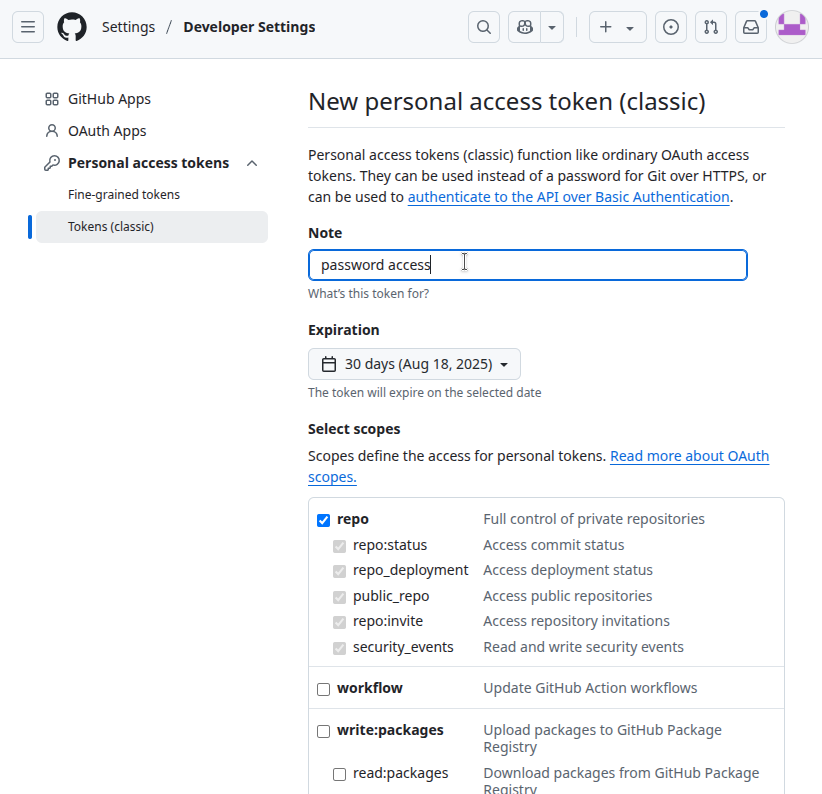 Settings / Developer Settings
GitHub Apps
OAuth Apps
Personal access tokens
Fine-grained tokens
Tokens (classic)
New personal access token (classic)
Personal access tokens (classic) function like ordinary OAuth access
tokens. They can be used instead of a password for Git over HTTPS, or
can be used to authenticate to the API over Basic Authentication.
Note
password access
What's this token for?
Expiration
30 days (Aug 18, 2025)
The token will expire on the selected date
Select scopes
Scopes define the access for personal tokens. Read more about OAuth
scopes.
repo Full control of private repositories
repo:status Access commit status
repo_deployment Access deployment status
public_repo Access public repositories
repo:invite Access repository invitations
security_events Read and write security events
workflow Update GitHub Action workflows
write:packages Upload packages to GitHub Package
Registry
read:packages Download packages from GitHub Package
Registry